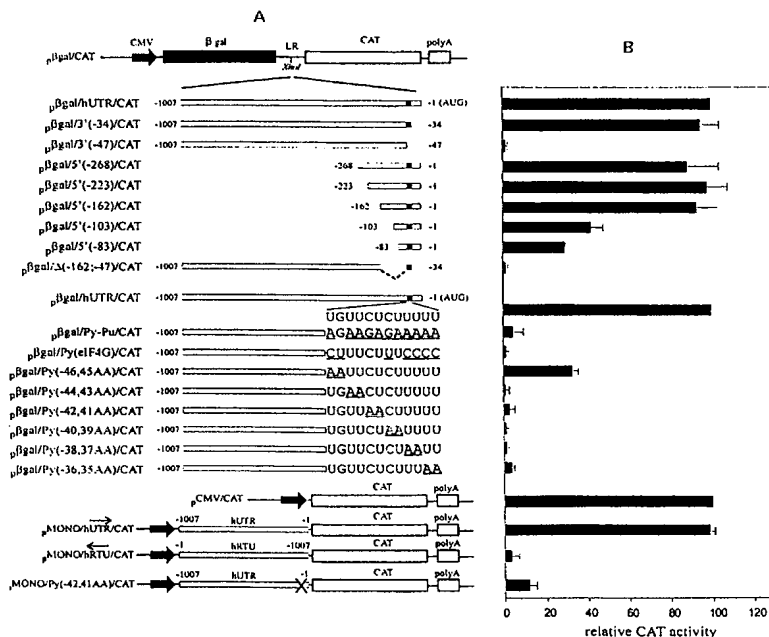 A
B
CMV β gal LR CAT polyA
pβgal/CAT
XmaI
pβgal/hUTR/CAT -1007 -1 (AUG)
pβgal/3'(-34)/CAT -1007 -34
pβgal/3'(-47)/CAT -1007 -47
pβgal/5'(-268)/CAT -268 -1
pβgal/5'(-223)/CAT -223 -1
pβgal/5'(-162)/CAT -162 -1
pβgal/5'(-103)/CAT -103 -1
pβgal/5'(-83)/CAT -83 -1
pβgal/Δ(-162;-47)/CAT -1007 -34
pβgal/hUTR/CAT -1007 -1 (AUG)
UGUUCUCUUUUU
pβgal/Py-Pu/CAT -1007 AGAAGAGAAAAA
pβgal/Py(eIF4G)/CAT -1007 CUUUCUUUCCCC
pβgal/Py(-46,45AA)/CAT -1007 AAUUCUCUUUUU
pβgal/Py(-44,43AA)/CAT -1007 UGAACUCUUUUU
pβgal/Py(-42,41AA)/CAT -1007 UGUUAACUUUUU
pβgal/Py(-40,39AA)/CAT -1007 UGUUCUAAUUUU
pβgal/Py(-38,37AA)/CAT -1007 UGUUCUCUAAUU
pβgal/Py(-36,35AA)/CAT -1007 UGUUCUCUUUAA
CAT polyA
pCMV/CAT
-1007 hUTR -1 CAT polyA
pMONO/hUTR/CAT
-1 hRTU -1007 CAT polyA
pMONO/hRTU/CAT
-1007 hUTR -1 CAT polyA
pMONO/Py(-42,41AA)/CAT
0 20 40 60 80 100 120
relative CAT activity